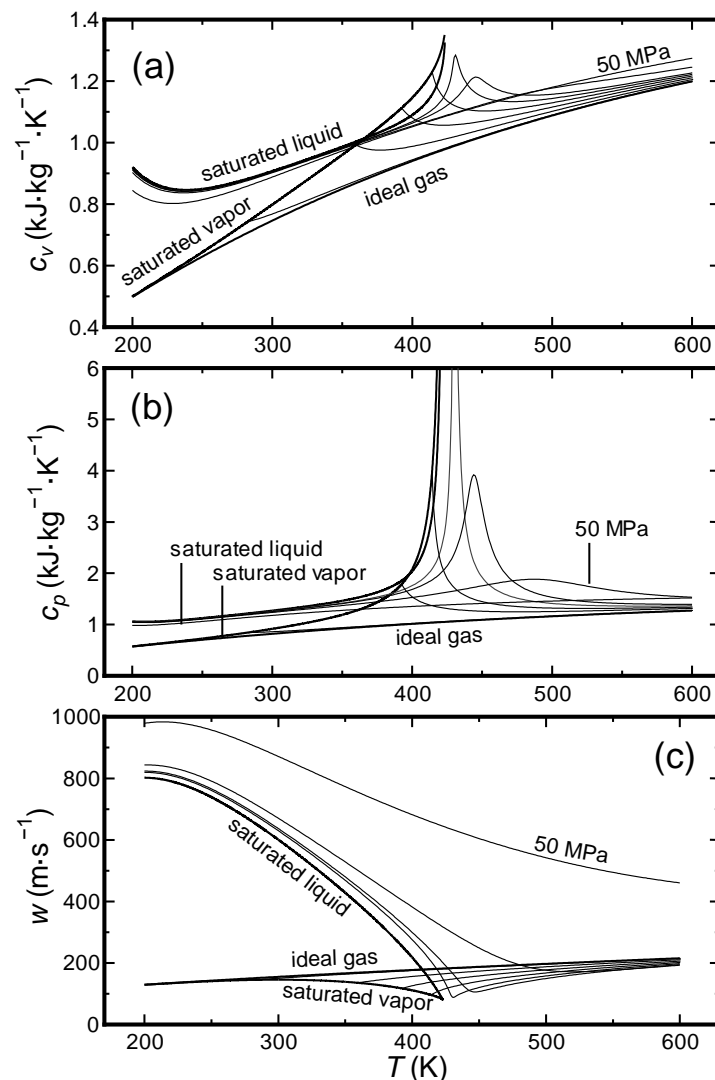 (a)
50 MPa
saturated liquid
saturated vapor
ideal gas
c_v (kJ·kg⁻¹·K⁻¹)
1.4
1.2
1.0
0.8
0.6
0.4
200 300 400 500 600
(b)
saturated liquid
saturated vapor
50 MPa
ideal gas
c_p (kJ·kg⁻¹·K⁻¹)
6
5
4
3
2
1
0
200 300 400 500 600
(c)
50 MPa
saturated liquid
ideal gas
saturated vapor
w (m·s⁻¹)
1000
800
600
400
200
0
200 300 400 500 600
T (K)